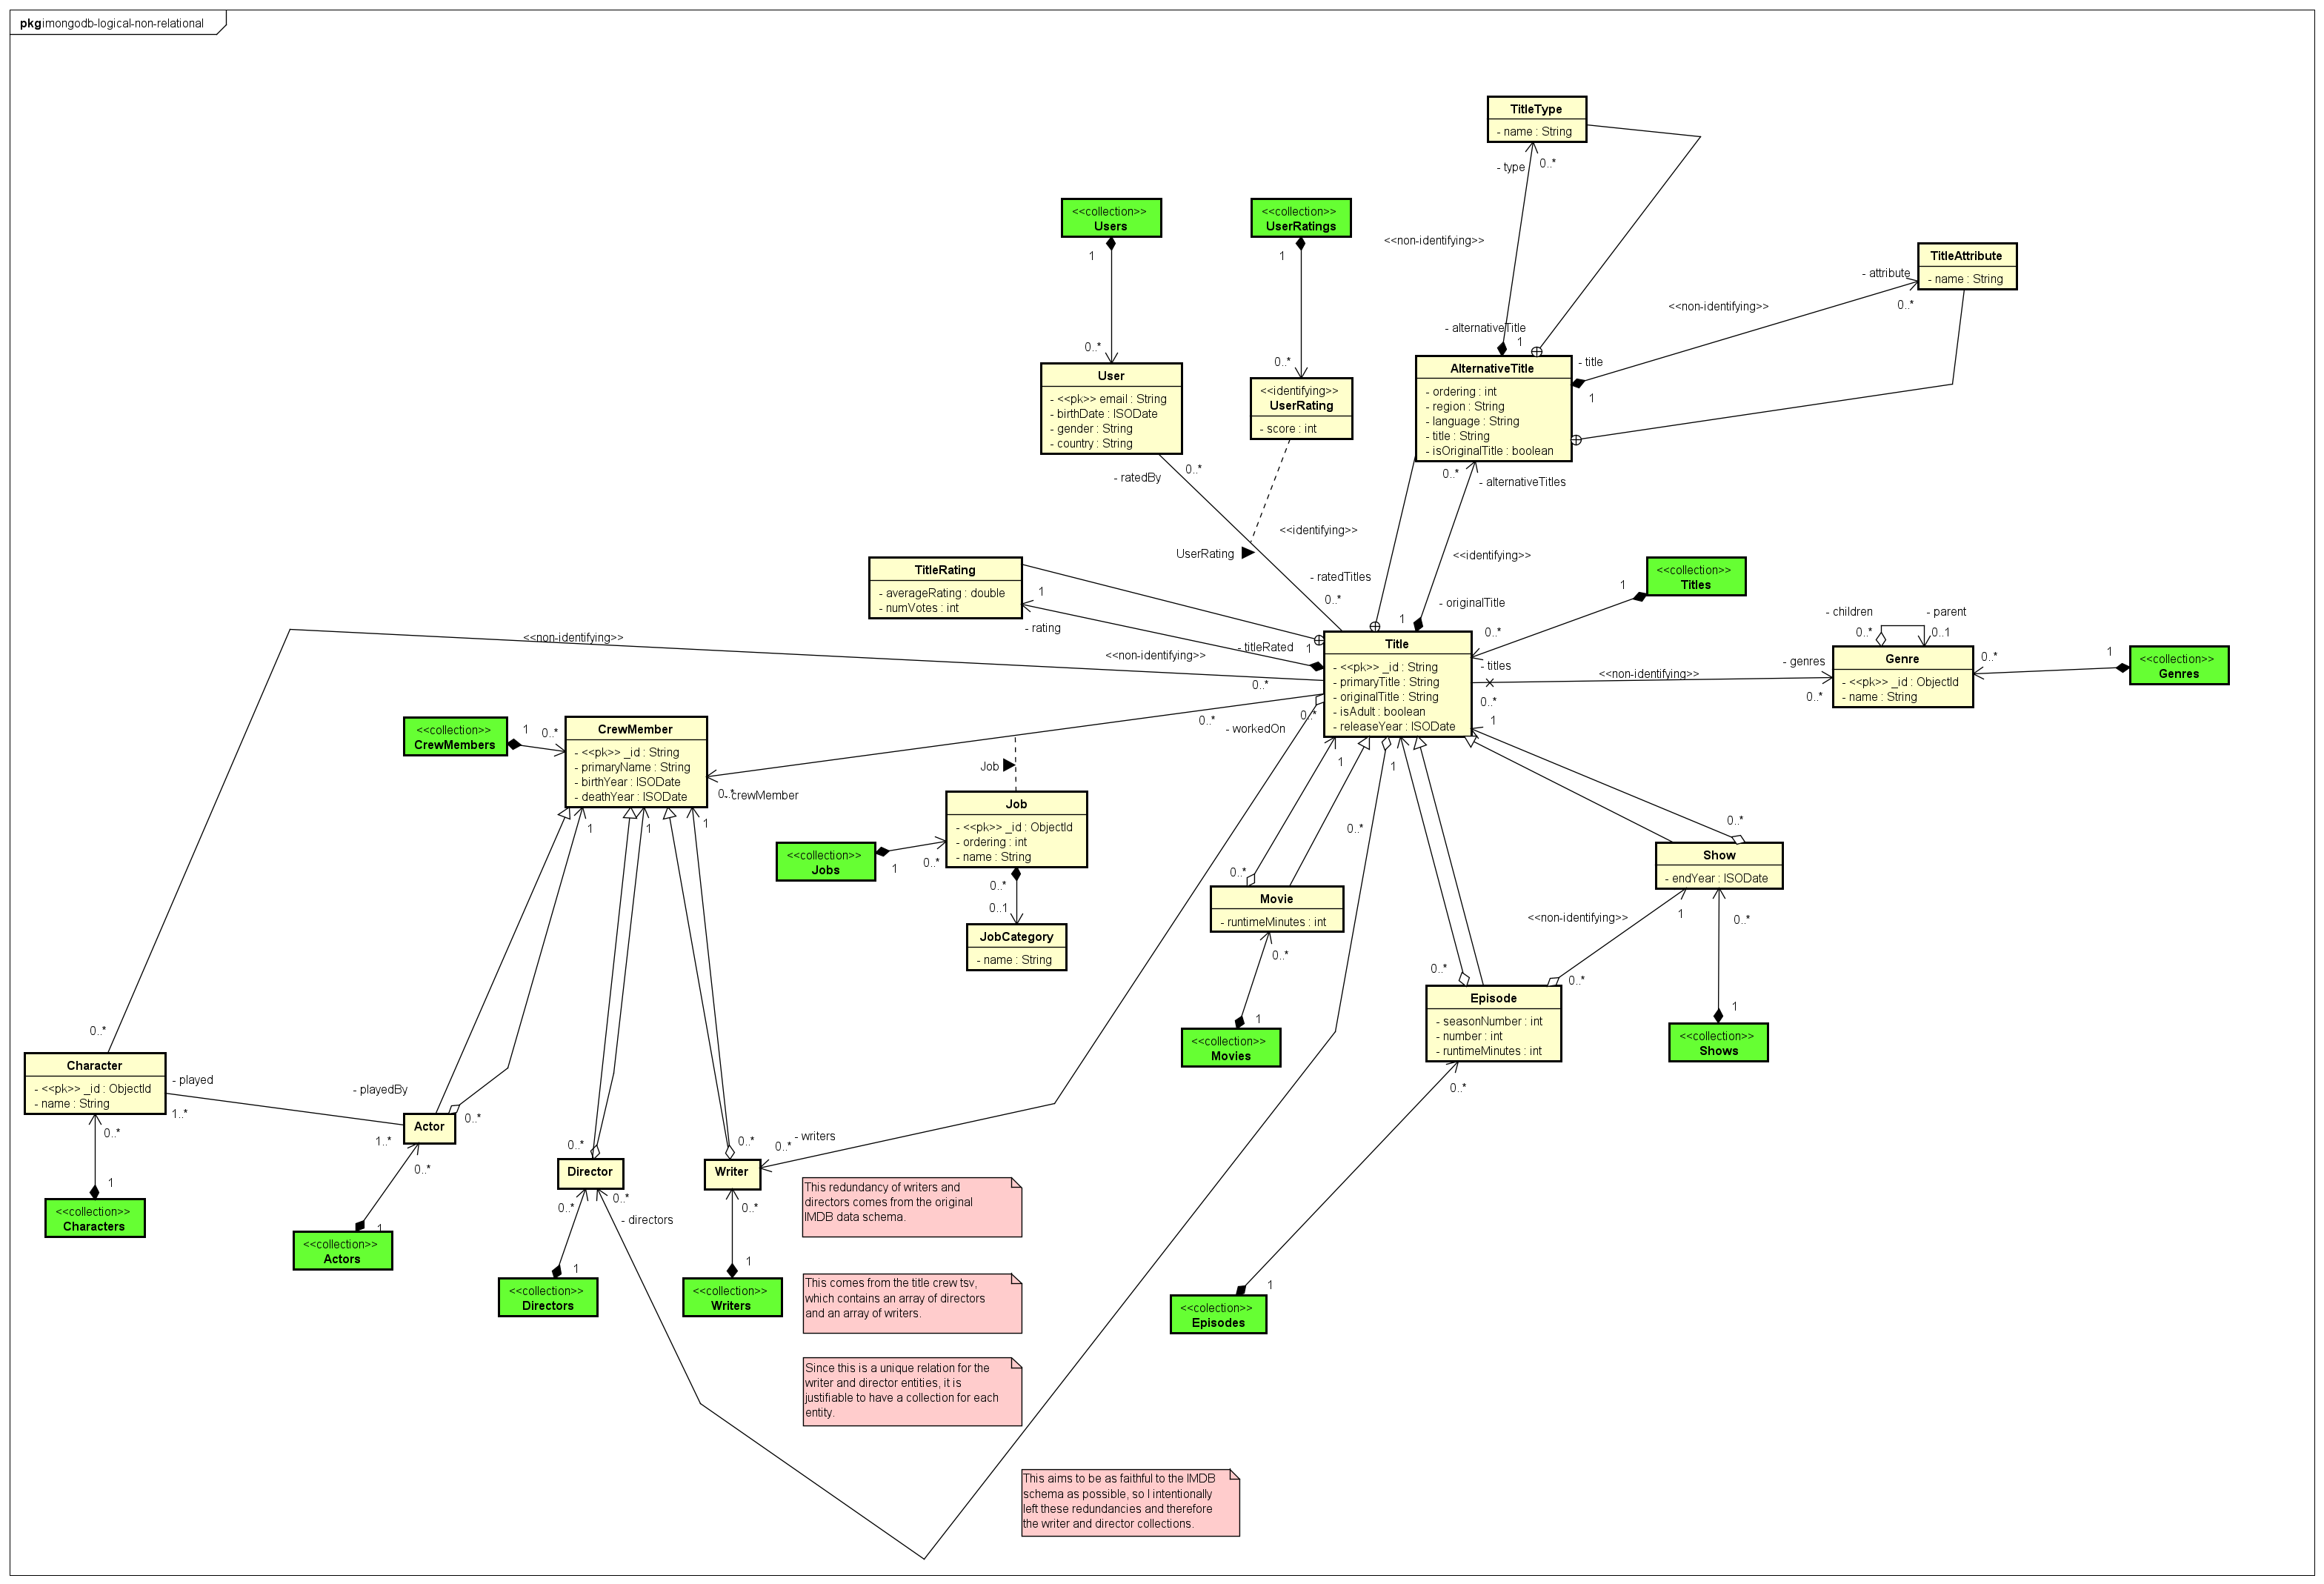 pkg imongodb-logical-non-relational
TitleType
- name : String
- type
0..*
<<collection>>
Users
1
<<collection>>
UserRatings
1
<<non-identifying>>
TitleAttribute
- name : String
- attribute
0..*
<<non-identifying>>
- alternativeTitle
1
0..*
User
- <<pk>> email : String
- birthDate : ISODate
- gender : String
- country : String
0..*
<<identifying>>
UserRating
- score : int
AlternativeTitle
- ordering : int
- region : String
- language : String
- title : String
- isOriginalTitle : boolean
- title
1
- ratedBy
0..*
0..*
- alternativeTitles
<<identifying>>
UserRating
<<identifying>>
TitleRating
- averageRating : double
- numVotes : int
1
- rating
- ratedTitles
0..*
- originalTitle
1
<<collection>>
Titles
1
0..*
- titles
- children
0..*
- parent
0..1
<<non-identifying>>
<<non-identifying>>
- titleRated
1
0..*
Title
- <<pk>> _id : String
- primaryTitle : String
- originalTitle : String
- isAdult : boolean
- releaseYear : ISODate
<<non-identifying>>
- genres
0..*
0..*
1
Genre
- <<pk>> _id : ObjectId
- name : String
0..*
1
<<collection>>
Genres
<<collection>>
CrewMembers
1
0..*
CrewMember
- <<pk>> _id : String
- primaryName : String
- birthYear : ISODate
- deathYear : ISODate
0..*
- crewMember
0..*
- workedOn
0..*
Job
Job
- <<pk>> _id : ObjectId
- ordering : int
- name : String
<<collection>>
Jobs
1
0..*
0..*
0..1
JobCategory
- name : String
1
1
1
1
1
0..*
0..*
Movie
- runtimeMinutes : int
0..*
1
<<collection>>
Movies
0..*
Show
- endYear : ISODate
<<non-identifying>>
1
0..*
0..*
0..*
Episode
- seasonNumber : int
- number : int
- runtimeMinutes : int
0..*
1
<<collection>>
Shows
0..*
Character
- <<pk>> _id : ObjectId
- name : String
- played
1..*
- playedBy
1..*
Actor
0..*
0..*
0..*
1
<<collection>>
Characters
1
<<collection>>
Actors
0..*
Director
0..*
0..*
- directors
1
<<collection>>
Directors
0..*
Writer
0..*
- writers
0..*
1
<<collection>>
Writers
This redundancy of writers and
directors comes from the original
IMDB data schema.
This comes from the title crew tsv,
which contains an array of directors
and an array of writers.
Since this is a unique relation for the
writer and director entities, it is
justifiable to have a collection for each
entity.
1
<<colection>>
Episodes
This aims to be as faithful to the IMDB
schema as possible, so I intentionally
left these redundancies and therefore
the writer and director collections.